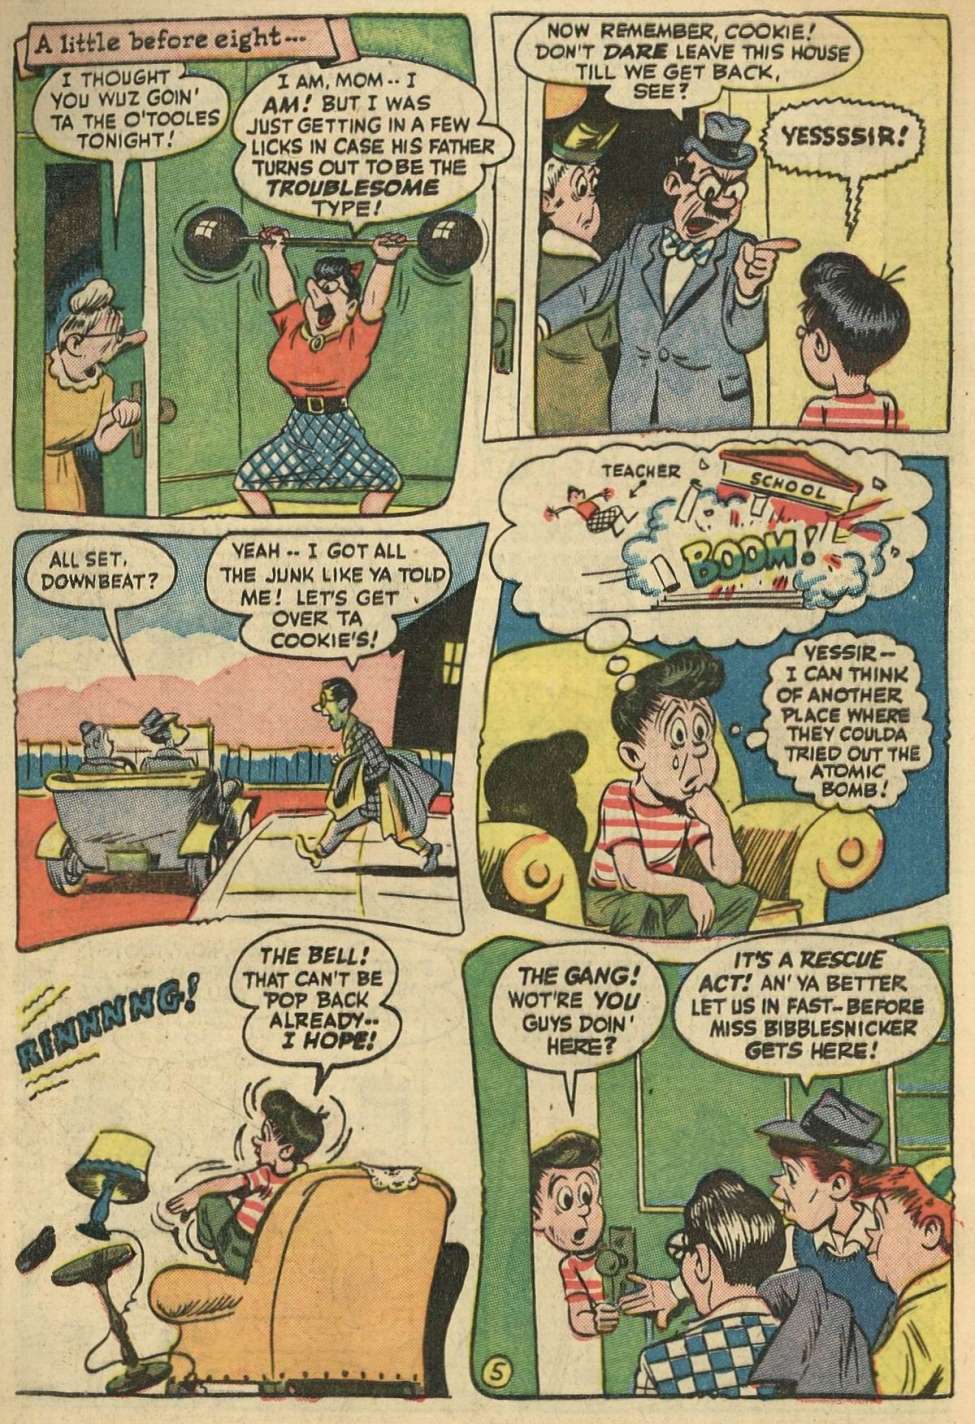 A little before eight---
I THOUGHT
YOU WUZ GOIN'
TA THE O'TOOLES
TONIGHT!
I AM, MOM -- I
AM! BUT I WAS
JUST GETTING IN A FEW
LICKS IN CASE HIS FATHER
TURNS OUT TO BE THE
TROUBLESOME
TYPE!
NOW REMEMBER, COOKIE!
DON'T DARE LEAVE THIS HOUSE
TILL WE GET BACK,
SEE?
YESSSSIR!
ALL SET,
DOWNBEAT?
YEAH -- I GOT ALL
THE JUNK LIKE YA TOLD
ME! LET'S GET
OVER TA
COOKIE'S!
TEACHER
SCHOOL
BOOM!
YESSIR--
I CAN THINK
OF ANOTHER
PLACE WHERE
THEY COULDA
TRIED OUT THE
ATOMIC
BOMB!
RINNNNG!
THE BELL!
THAT CAN'T BE
POP BACK
ALREADY--
I HOPE!
THE GANG!
WOT'RE YOU
GUYS DOIN'
HERE?
IT'S A RESCUE
ACT! AN' YA BETTER
LET US IN FAST-BEFORE
MISS BIBBLESNICKER
GETS HERE!
5